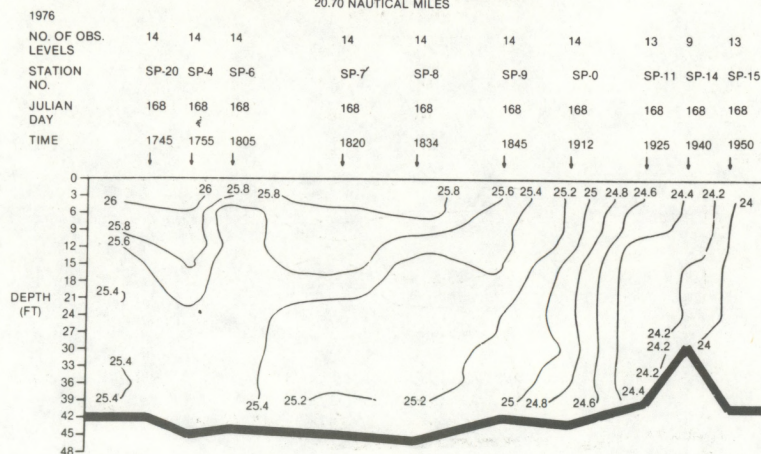 20.70 NAUTICAL MILES
1976
NO. OF OBS. LEVELS 14 14 14 14 14 14 14 13 9 13
STATION NO. SP-20 SP-4 SP-6 SP-7 SP-8 SP-9 SP-0 SP-11 SP-14 SP-15
JULIAN DAY 168 168 168 168 168 168 168 168 168 168
TIME 1745 1755 1805 1820 1834 1845 1912 1925 1940 1950
0
3 26 26 25.8 25.8 25.8 25.6 25.4 25.2 25 24.8 24.6 24.4 24.2 24
6
9 25.8
12 25.6
15
18
DEPTH (FT)
21 25.4
24
27 24.2
30 24.2 24
33 25.4 24.2
36
39 25.4 25.4 25.2 25.2 25 24.8 24.6 24.4
42
45
48